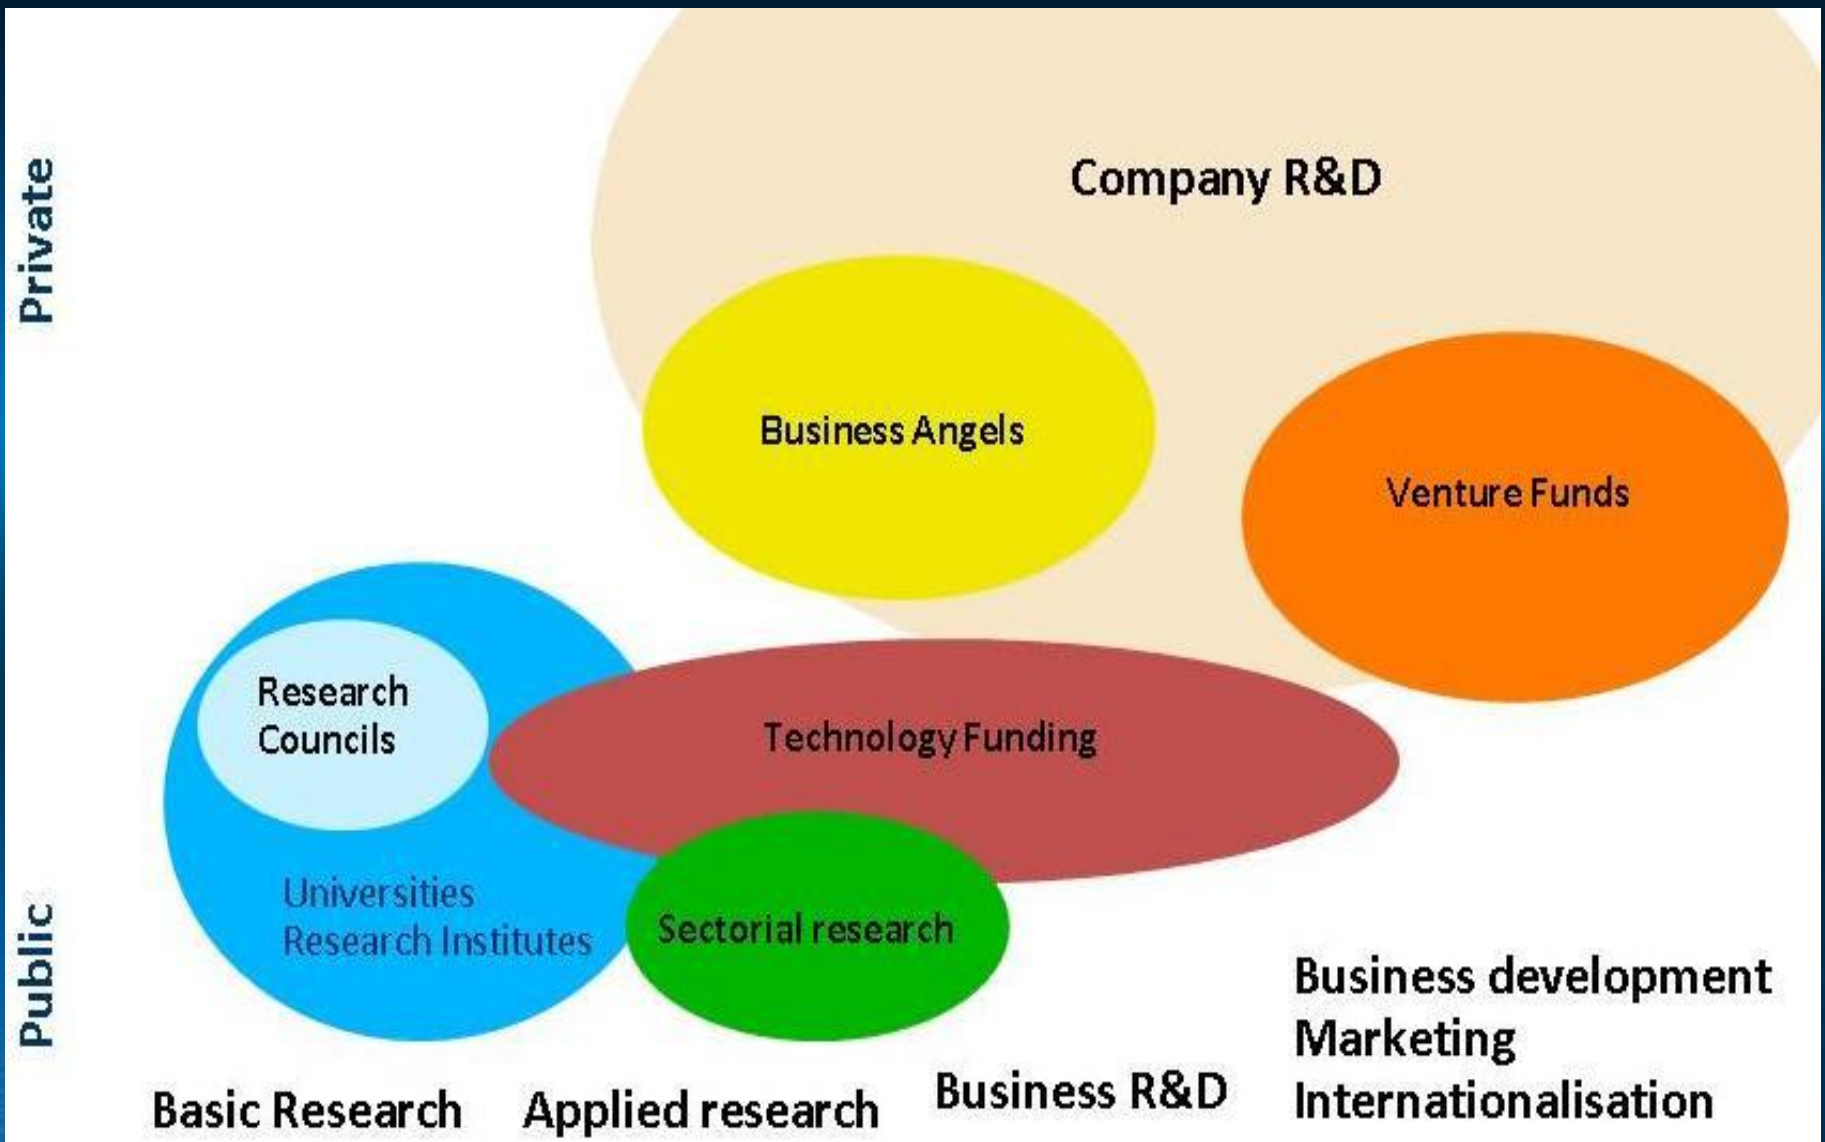 Private
Company R&D
Business Angels
Venture Funds
Research
Councils
Technology Funding
Universities
Research Institutes
Sectorial research
Public
Basic Research
Applied research
Business R&D
Business development
Marketing
Internationalisation